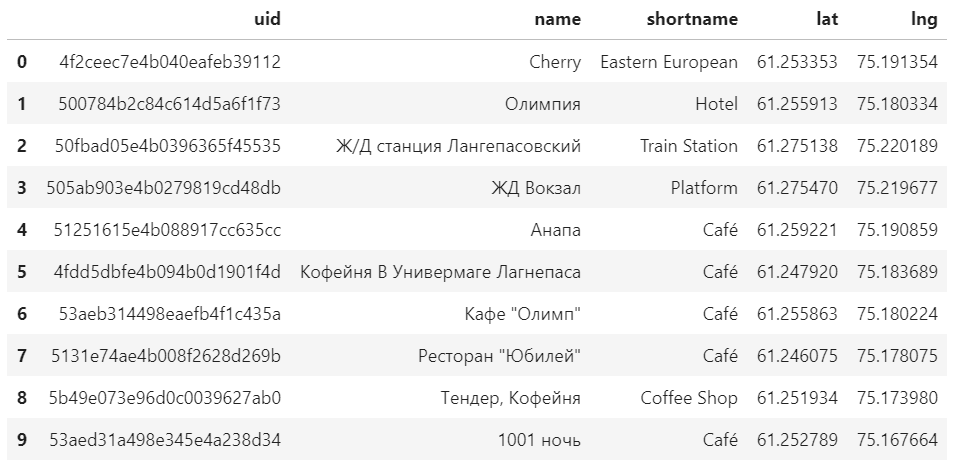 uid name shortname lat lng
0 4f2ceec7e4b040eafeb39112 Cherry Eastern European 61.253353 75.191354
1 500784b2c84c614d5a6f1f73 Олимпия Hotel 61.255913 75.180334
2 50fbad05e4b0396365f45535 Ж/Д станция Лангепасовский Train Station 61.275138 75.220189
3 505ab903e4b0279819cd48db ЖД Вокзал Platform 61.275470 75.219677
4 51251615e4b088917cc635cc Анапа Café 61.259221 75.190859
5 4fdd5dbfe4b094b0d1901f4d Кофейня В Универмаге Лагнепаса Café 61.247920 75.183689
6 53aeb314498eaefb4f1c435a Кафе "Олимп" Café 61.255863 75.180224
7 5131e74ae4b008f2628d269b Ресторан "Юбилей" Café 61.246075 75.178075
8 5b49e073e96d0c0039627ab0 Тендер, Кофейня Coffee Shop 61.251934 75.173980
9 53aed31a498e345e4a238d34 1001 ночь Café 61.252789 75.167664